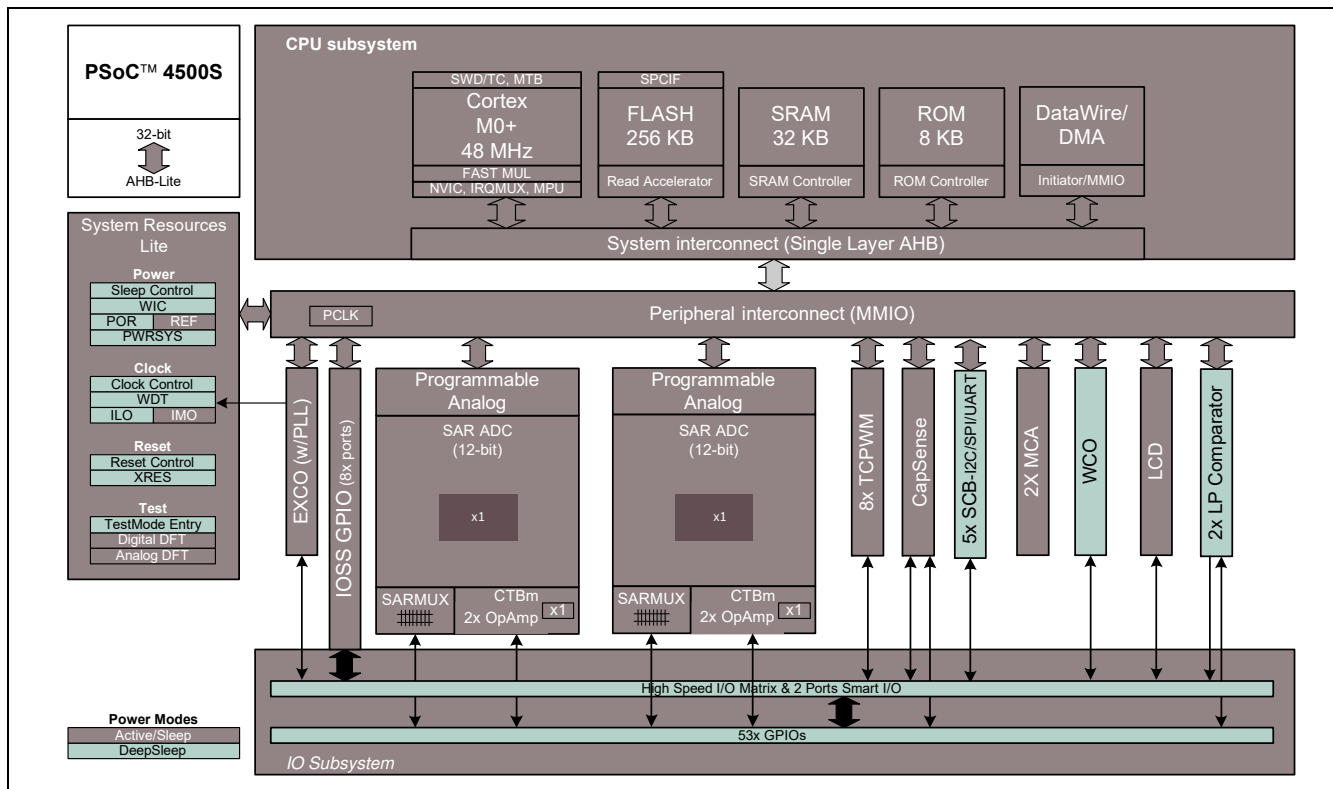 PSoC™ 4500S
32-bit
AHB-Lite
CPU subsystem
SWD/TC, MTB
Cortex
M0+
48 MHz
FAST MUL
NVIC, IRQMUX, MPU
SPCIF
FLASH
256 KB
Read Accelerator
SRAM
32 KB
SRAM Controller
ROM
8 KB
ROM Controller
DataWire/
DMA
Initiator/MMIO
System interconnect (Single Layer AHB)
System Resources
Lite
Power
Sleep Control
WIC
POR
REF
PWRSYS
Clock
Clock Control
WDT
ILO
IMO
Reset
Reset Control
XRES
Test
TestMode Entry
Digital DFT
Analog DFT
PCLK
Peripheral interconnect (MMIO)
EXCO (w/PLL)
IOSS GPIO (8x ports)
Programmable
Analog
SAR ADC
(12-bit)
x1
SARMUX
CTBm
2x OpAmp
x1
Programmable
Analog
SAR ADC
(12-bit)
x1
SARMUX
CTBm
2x OpAmp
x1
8x TCPWM
CapSense
5x SCB-I2C/SPI/UART
2X MCA
WCO
LCD
2x LP Comparator
High Speed I/O Matrix & 2 Ports Smart I/O
53x GPIOs
IO Subsystem
Power Modes
Active/Sleep
DeepSleep